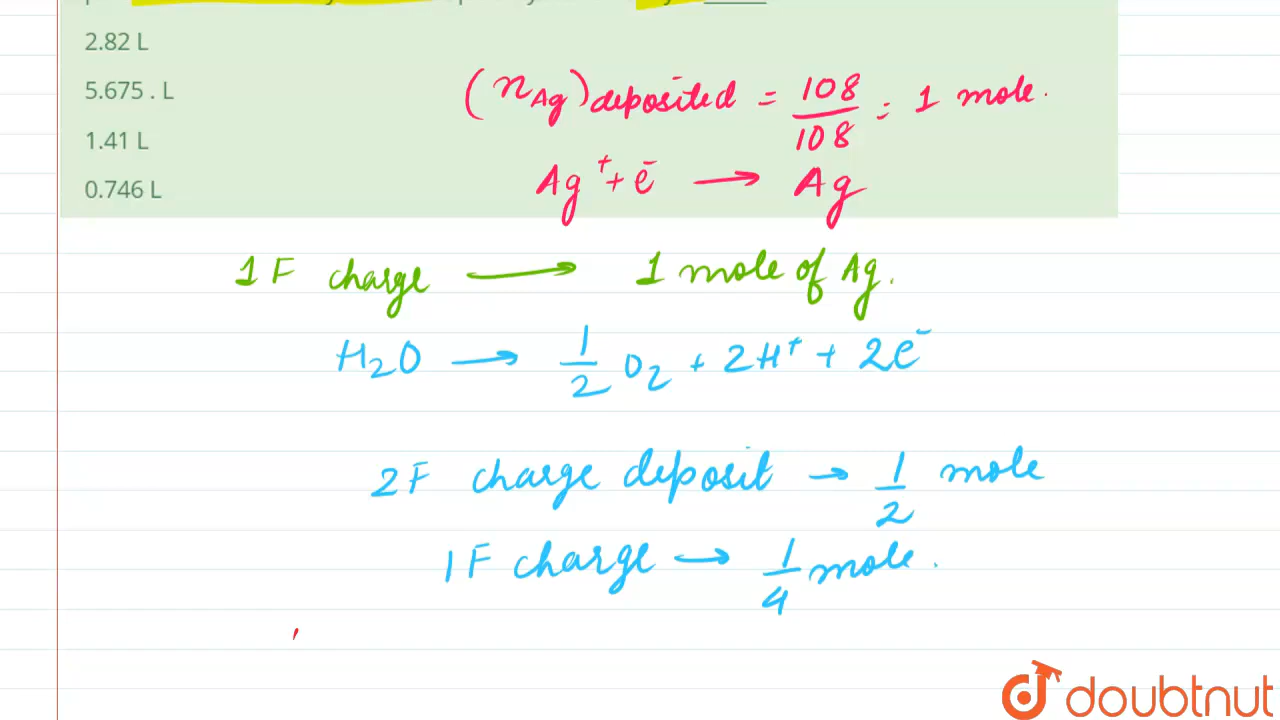 2.82 L
5.675 . L
(nAg) deposited = 108/108 = 1 mole.
1.41 L
Ag⁺ + e⁻ → Ag
0.746 L
1 F charge → 1 mole of Ag.
H₂O → 1/2 O₂ + 2H⁺ + 2e⁻
2F charge deposit → 1/2 mole
1F charge → 1/4 mole.
doubtnut